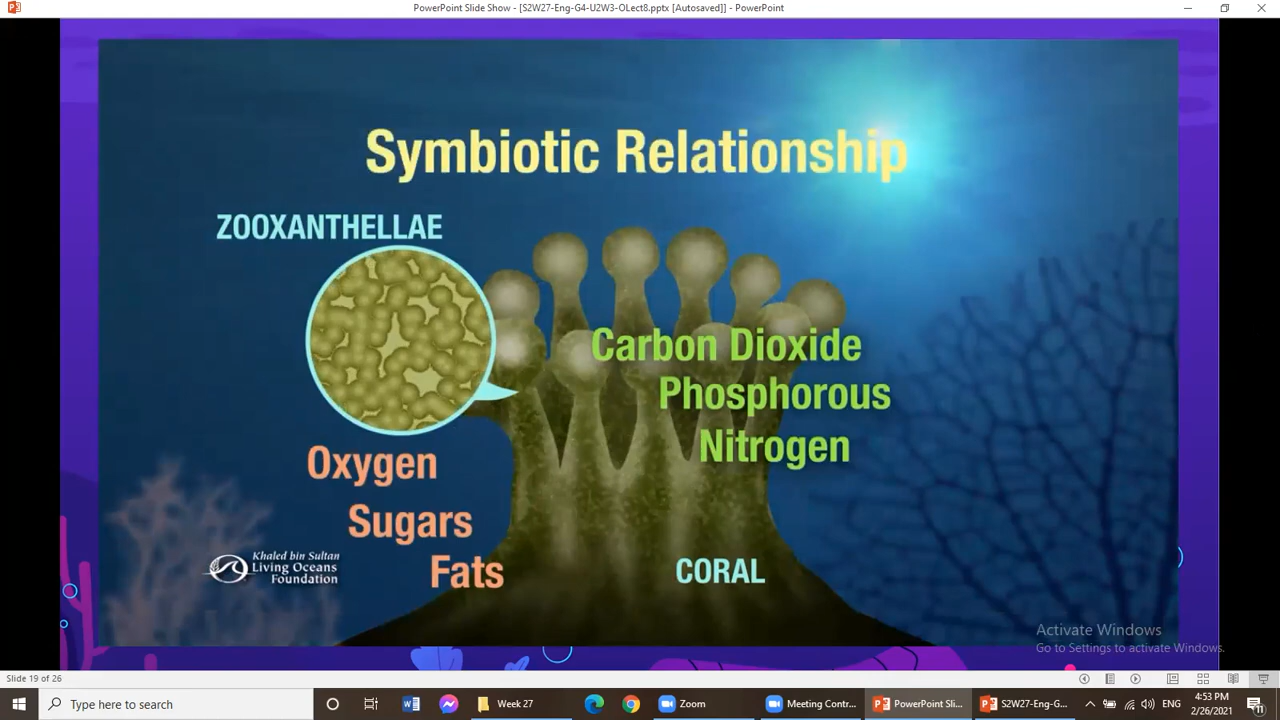 PowerPoint Slide Show - [S2W27-Eng-G4-U2W3-OLect8.pptx [Autosaved]] - PowerPoint
Symbiotic Relationship
ZOOXANTHELLAE
Carbon Dioxide
Phosphorous
Nitrogen
Oxygen
Sugars
Fats
CORAL
Khaled bin Sultan
Living Oceans
Foundation
Activate Windows
Go to Settings to activate Windows.
Slide 19 of 26
Type here to search
Week 27
Zoom
Meeting Contr...
PowerPoint Sli...
S2W27-Eng-G...
ENG
4:53 PM
2/26/2021
11